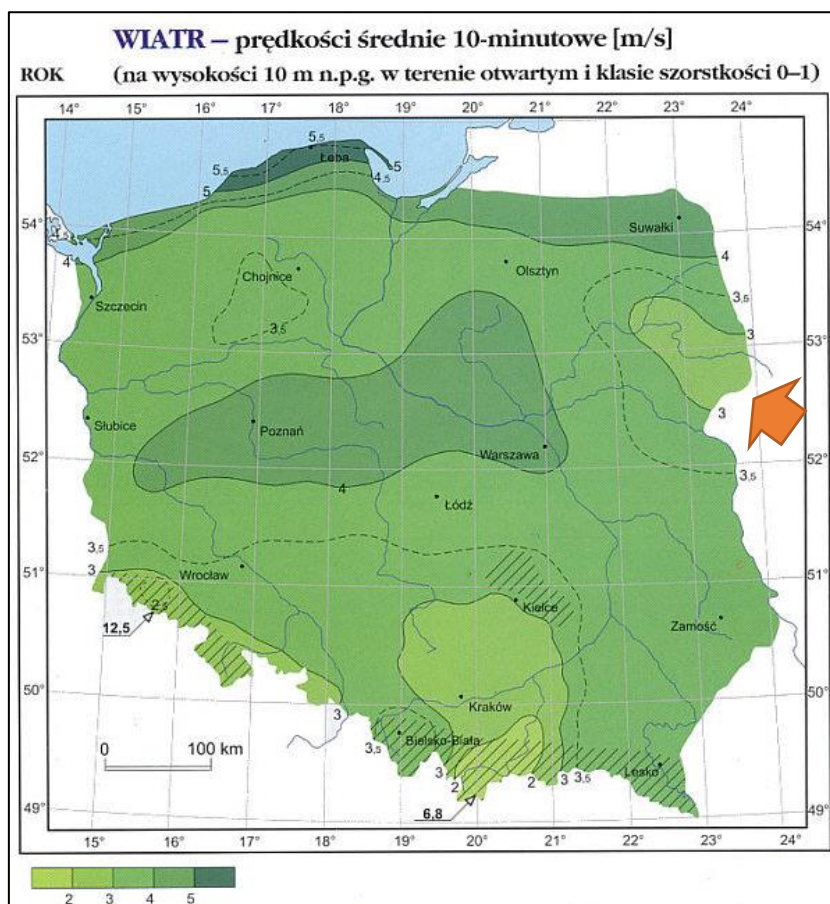 WIATR – prędkości średnie 10-minutowe [m/s]
ROK (na wysokości 10 m n.p.g. w terenie otwartym i klasie szorstkości 0–1)
14° 15° 16° 17° 18° 19° 20° 21° 22° 23° 24°
5,5
Łeba
5
5,5
4,5
5
54°
54°
Suwałki
4,5
4
4
Chojnice
Olsztyn
3,5
Szczecin
3,5
3
53°
53°
3
Słubice
Poznań
Warszawa
52°
52°
3,5
4
Łódź
3,5
3
51°
51°
Wrocław
2,5
Kielce
12,5
Zamość
50°
50°
3
Kraków
0 100 km
3,5
Bielsko-Biała
3
2
2
3
3,5
Lesko
49°
49°
6,8
15° 16° 17° 18° 19° 20° 21° 22° 23° 24°
2 3 4 5